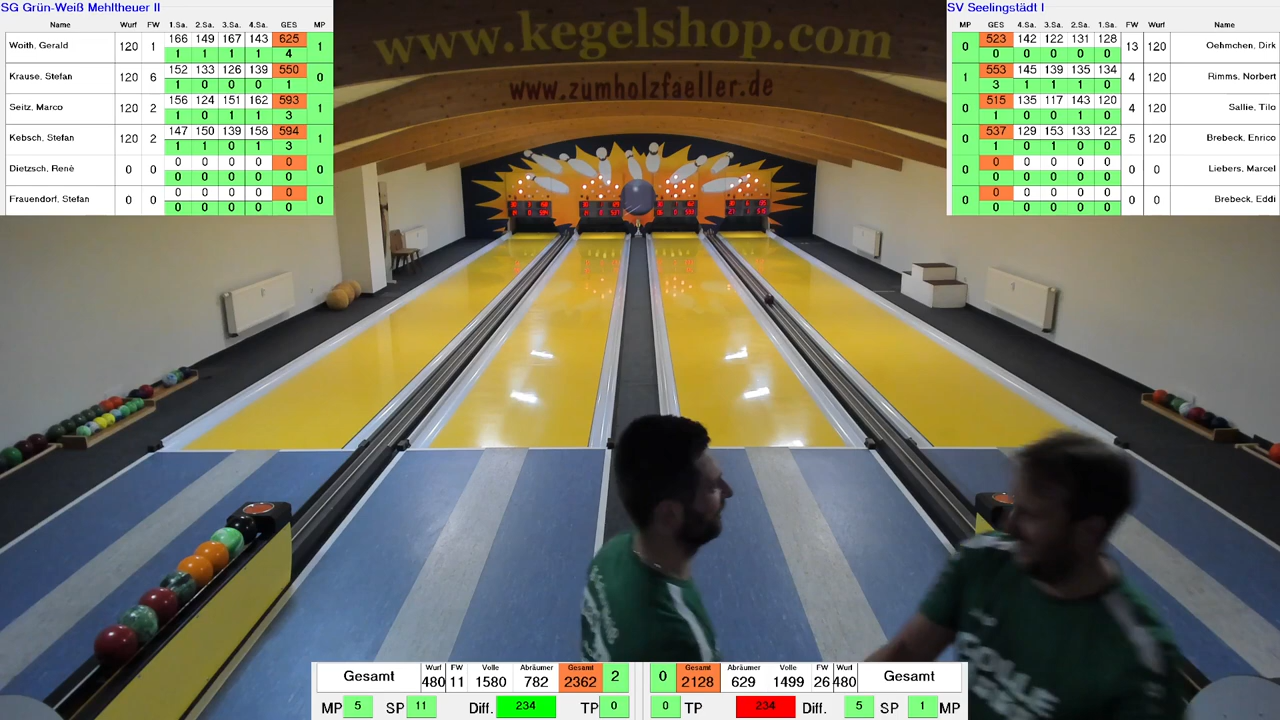 SG Grün-Weiß Mehltheuer II
Name Wurf FW 1.Sa. 2.Sa. 3.Sa. 4.Sa. GES MP
Woith, Gerald 120 1 166 149 167 143 625 1
1 1 1 1 4
Krause, Stefan 120 6 152 133 126 139 550 0
1 0 0 0 1
Seitz, Marco 120 2 156 124 151 162 593 1
1 0 1 1 3
Kebsch, Stefan 120 2 147 150 139 158 594 1
1 1 0 1 3
Dietzsch, Renè 0 0 0 0 0 0 0 0
0 0 0 0 0
Frauendorf, Stefan 0 0 0 0 0 0 0 0
0 0 0 0 0
www.kegelshop.com
www.zumholzfaeller.de
SV Seelingstädt I
MP GES 4.Sa. 3.Sa. 2.Sa. 1.Sa. FW Wurf Name
0 523 142 122 131 128 13 120 Oehmchen, Dirk
0 0 0 0 0
1 553 145 139 135 134 4 120 Rimms, Norbert
3 1 1 1 0
0 515 135 117 143 120 4 120 Sallie, Tilo
1 0 0 1 0
0 537 129 153 133 122 5 120 Brebeck, Enrico
1 0 1 0 0
0 0 0 0 0 0 0 0 Liebers, Marcel
0 0 0 0 0
0 0 0 0 0 0 0 0 Brebeck, Eddi
0 0 0 0 0
Gesamt Wurf 480 FW 11 Volle 1580 Abräumer 782 Gesamt 2362 2
MP 5 SP 11 Diff. 234 TP 0
0 Gesamt 2128 Abräumer 629 Volle 1499 FW 26 Wurf 480 Gesamt
0 TP 234 Diff. 5 SP 1 MP